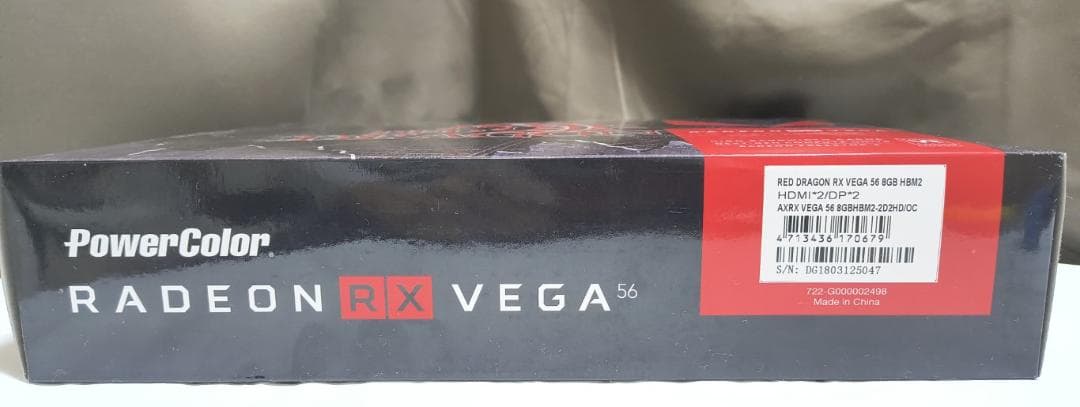 PowerColor
RADEON RX VEGA 56
RED DRAGON RX VEGA 56 8GB HBM2
HDMI*2/DP*2
AXRX VEGA 56 8GBHBM2-2D2HD/OC
4 713436 170679
S/N: DG1803125047
722-G000002498
Made in China